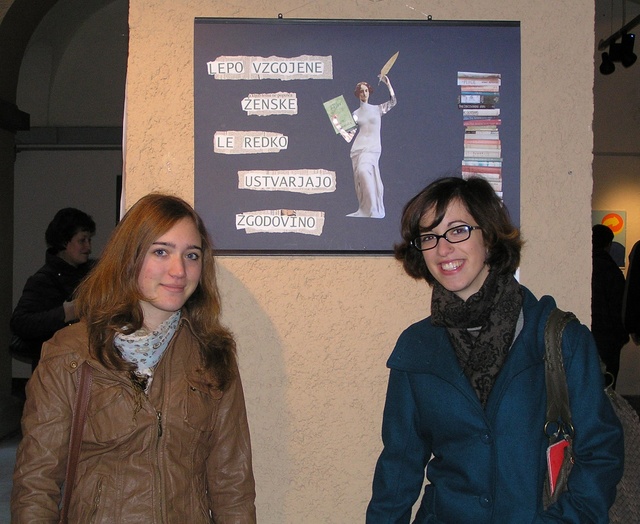 LEPO VZGOJENE
ŽENSKE
LE REDKO
USTVARJAJO
ZGODOVINO